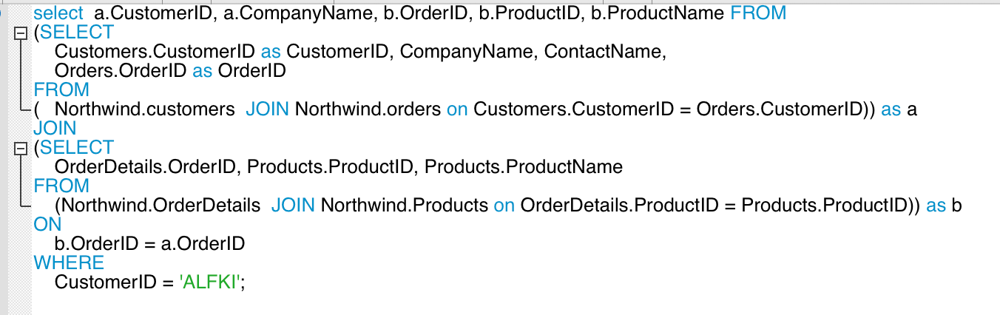 select  a.CustomerID, a.CompanyName, b.OrderID, b.ProductID, b.ProductName FROM
(SELECT
Customers.CustomerID as CustomerID, CompanyName, ContactName,
Orders.OrderID as OrderID
FROM
(   Northwind.customers  JOIN Northwind.orders on Customers.CustomerID = Orders.CustomerID)) as a
JOIN
(SELECT
OrderDetails.OrderID, Products.ProductID, Products.ProductName
FROM
(Northwind.OrderDetails  JOIN Northwind.Products on OrderDetails.ProductID = Products.ProductID)) as b
ON
b.OrderID = a.OrderID
WHERE
CustomerID = 'ALFKI';